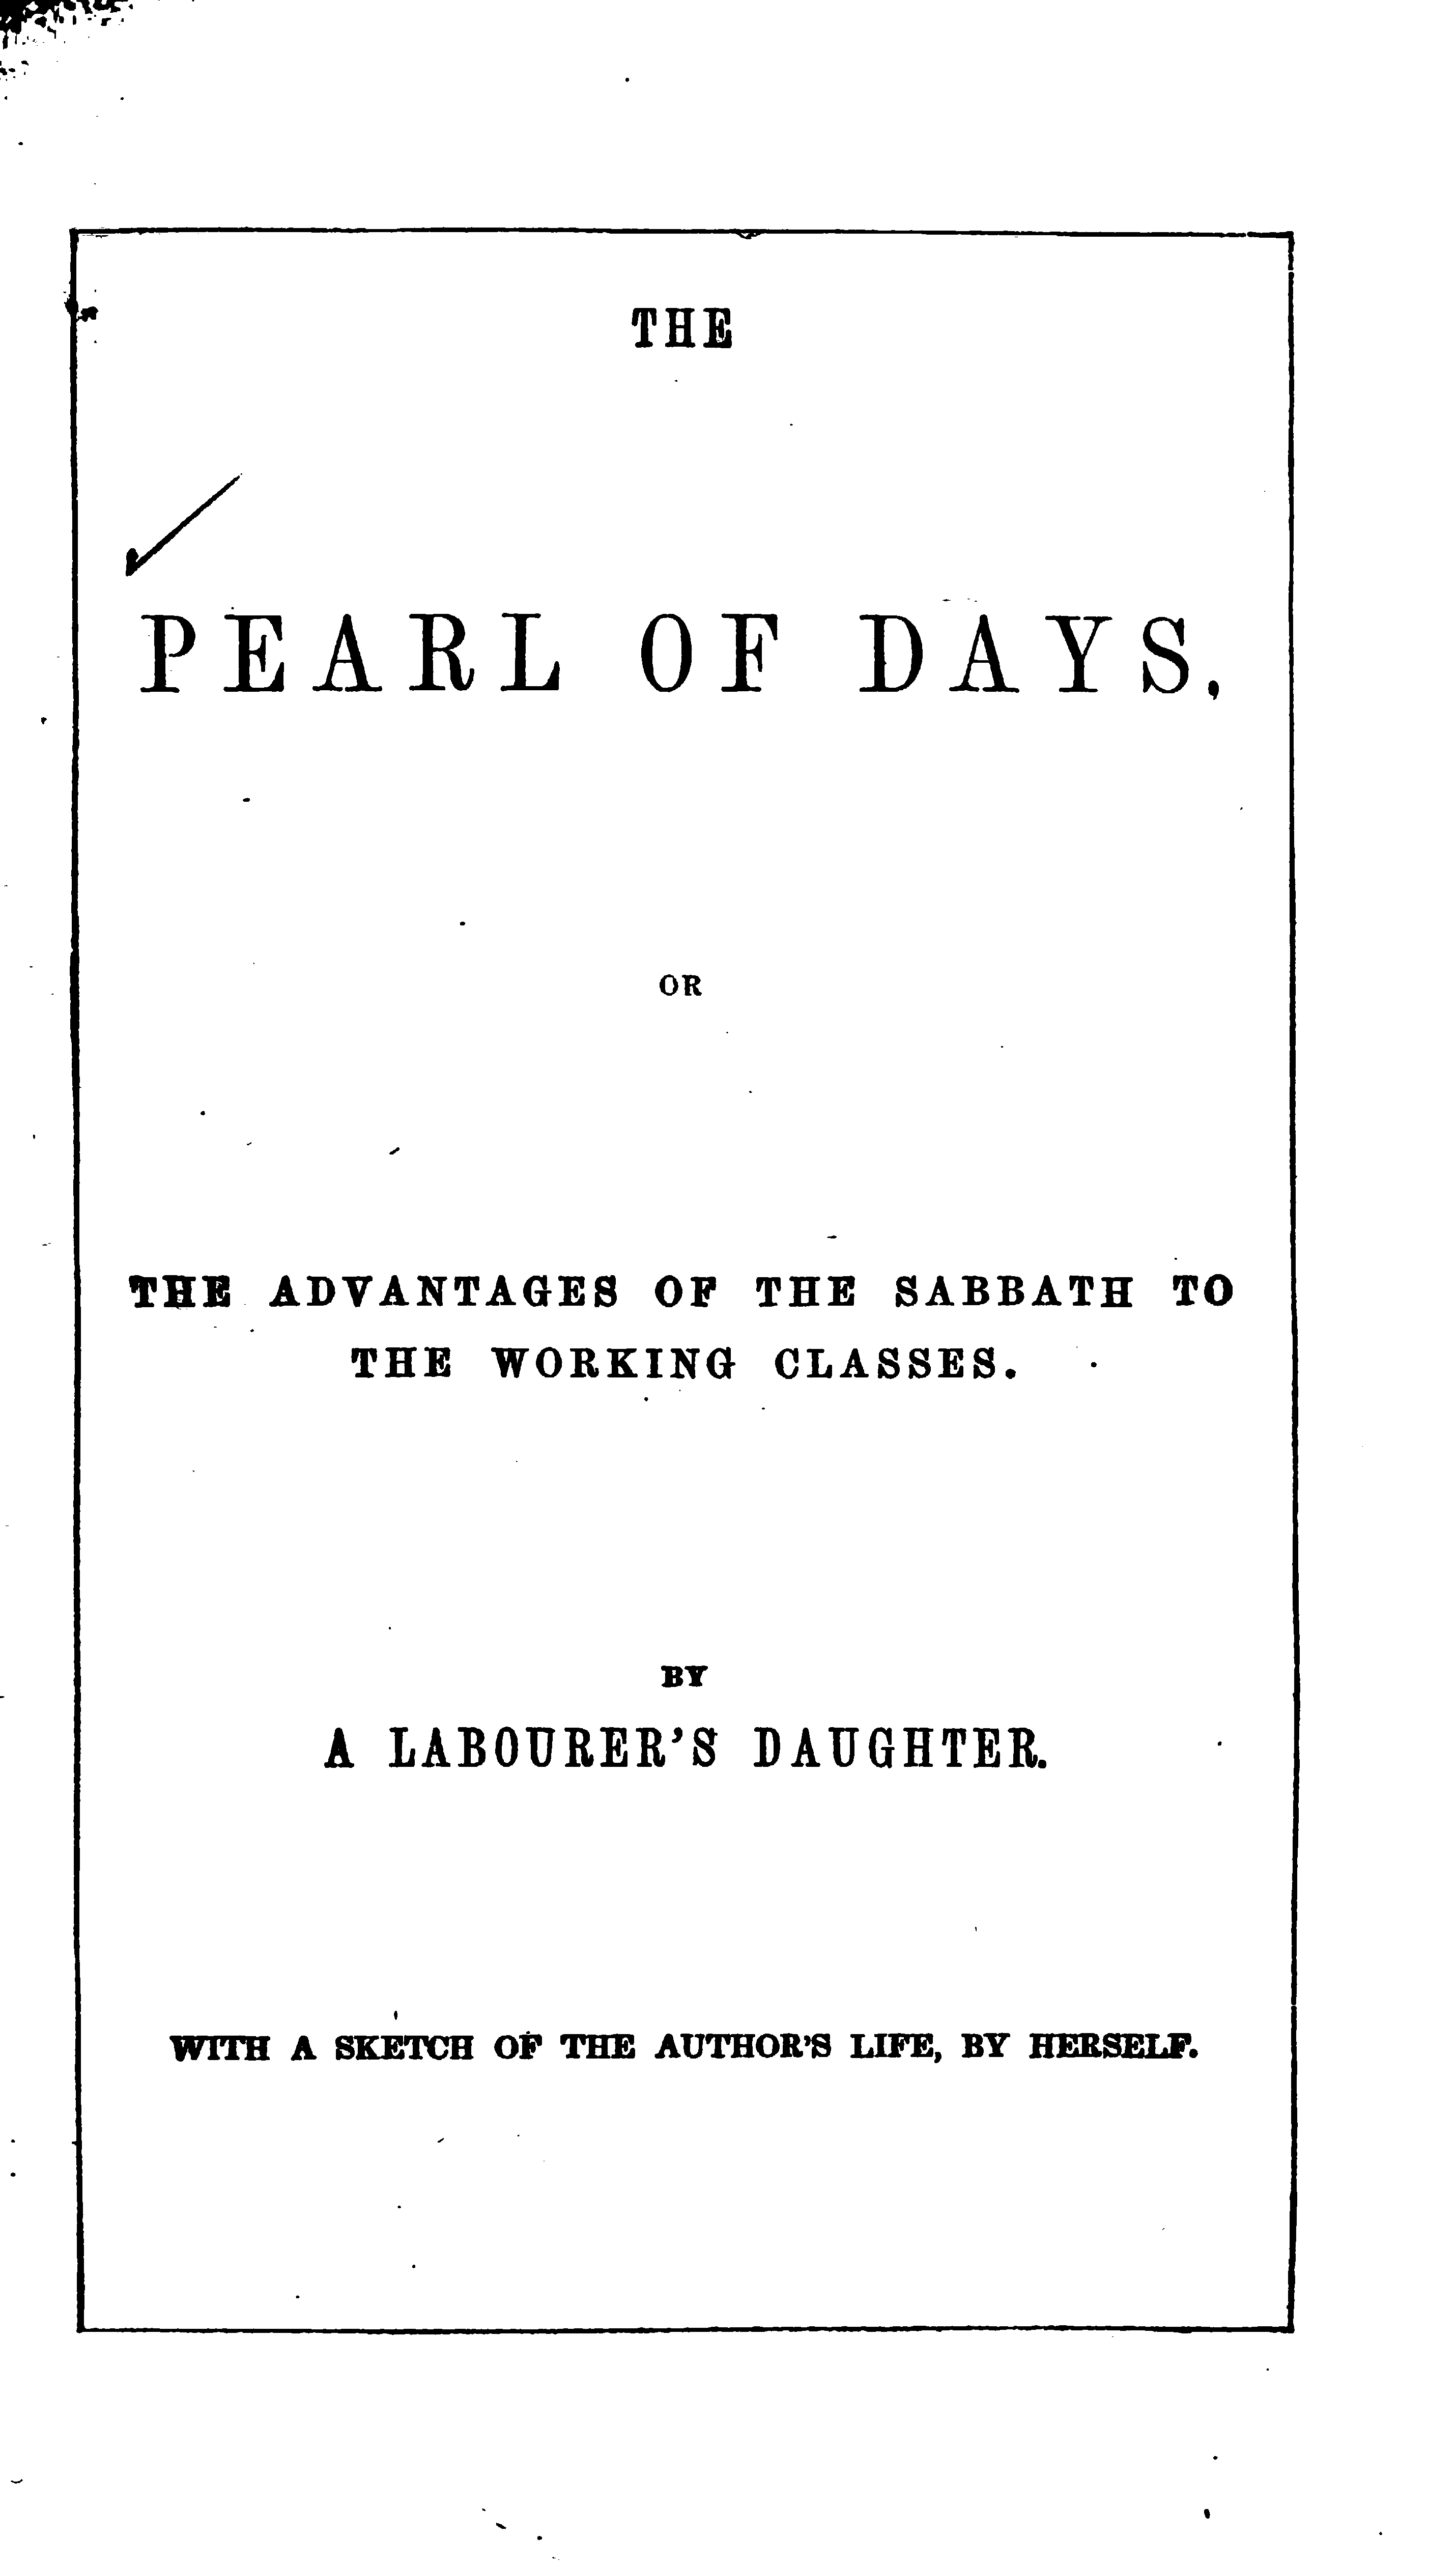 THE
PEARL OF DAYS,
OR
THE ADVANTAGES OF THE SABBATH TO
THE WORKING CLASSES.
BY
A LABOURER'S DAUGHTER.
WITH A SKETCH OF THE AUTHOR'S LIFE, BY HERSELF.